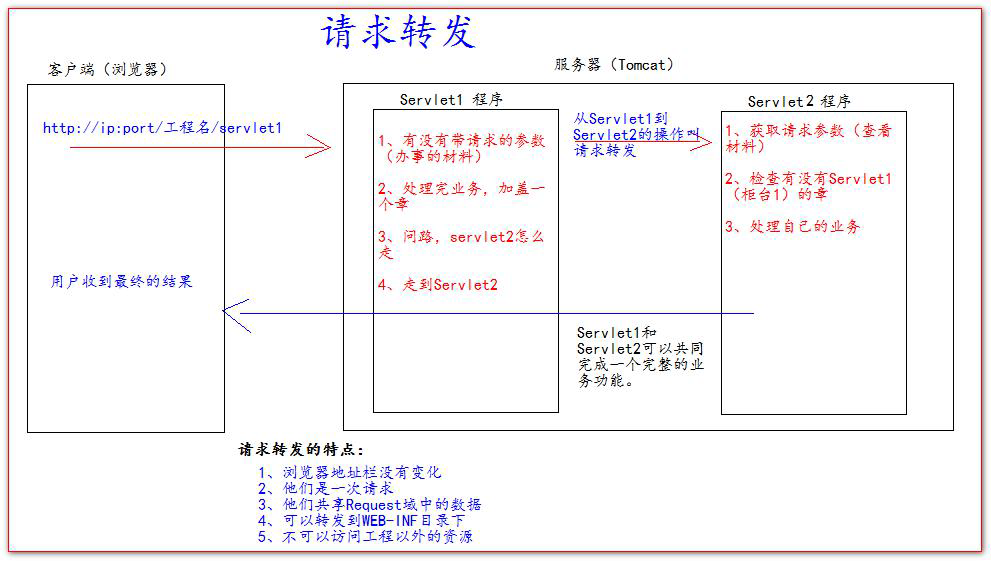 请求转发
客户端（浏览器）
服务器（Tomcat）
http://ip:port/工程名/servlet1
用户收到最终的结果
Servlet1 程序
1、有没有带请求的参数
（办事的材料）
2、处理完业务，加盖一
个章
3、问路，servlet2怎么
走
4、走到Servlet2
从Servlet1到
Servlet2的操作叫
请求转发
Servlet2 程序
1、获取请求参数（查看
材料）
2、检查有没有Servlet1
（柜台1）的章
3、处理自己的业务
Servlet1和
Servlet2可以共同
完成一个完整的业
务功能。
请求转发的特点：
1、浏览器地址栏没有变化
2、他们是一次请求
3、他们共享Request域中的数据
4、可以转发到WEB-INF目录下
5、不可以访问工程以外的资源